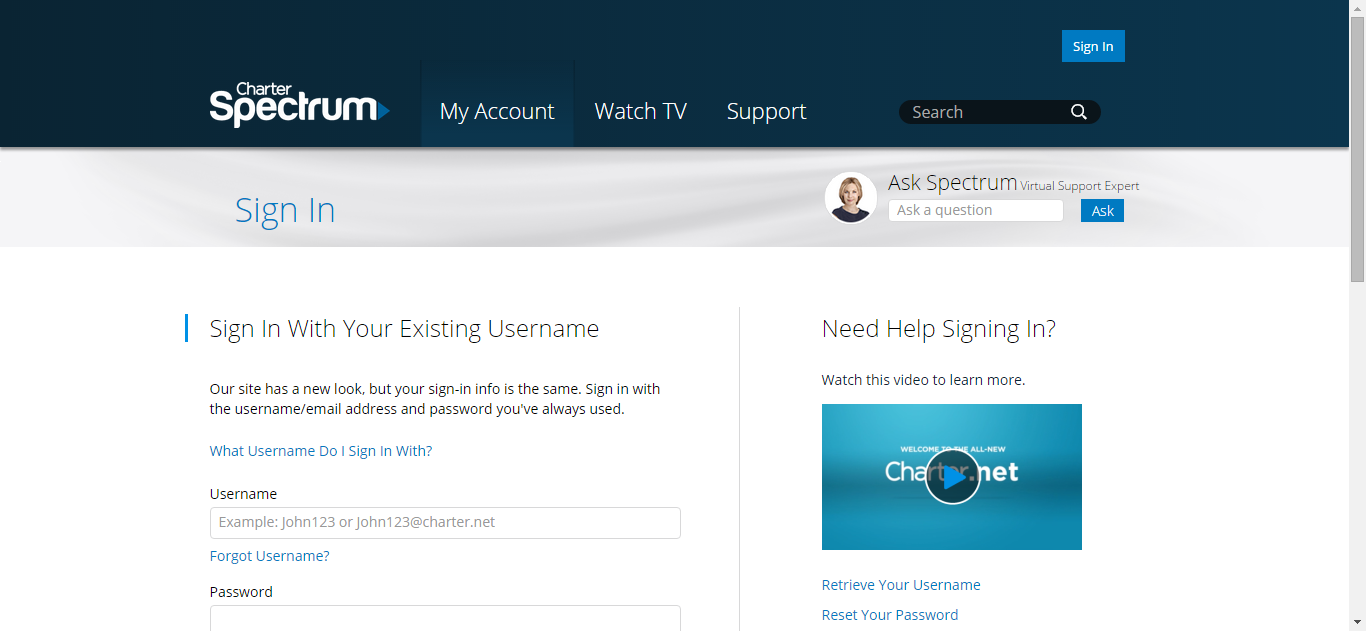 Sign In
Charter
Spectrum
My Account
Watch TV
Support
Search
Sign In
Ask Spectrum Virtual Support Expert
Ask a question
Ask
Sign In With Your Existing Username
Our site has a new look, but your sign-in info is the same. Sign in with
the username/email address and password you've always used.
What Username Do I Sign In With?
Username
Example: John123 or John123@charter.net
Forgot Username?
Password
Need Help Signing In?
Watch this video to learn more.
WELCOME TO THE ALL-NEW
Charter.net
Retrieve Your Username
Reset Your Password